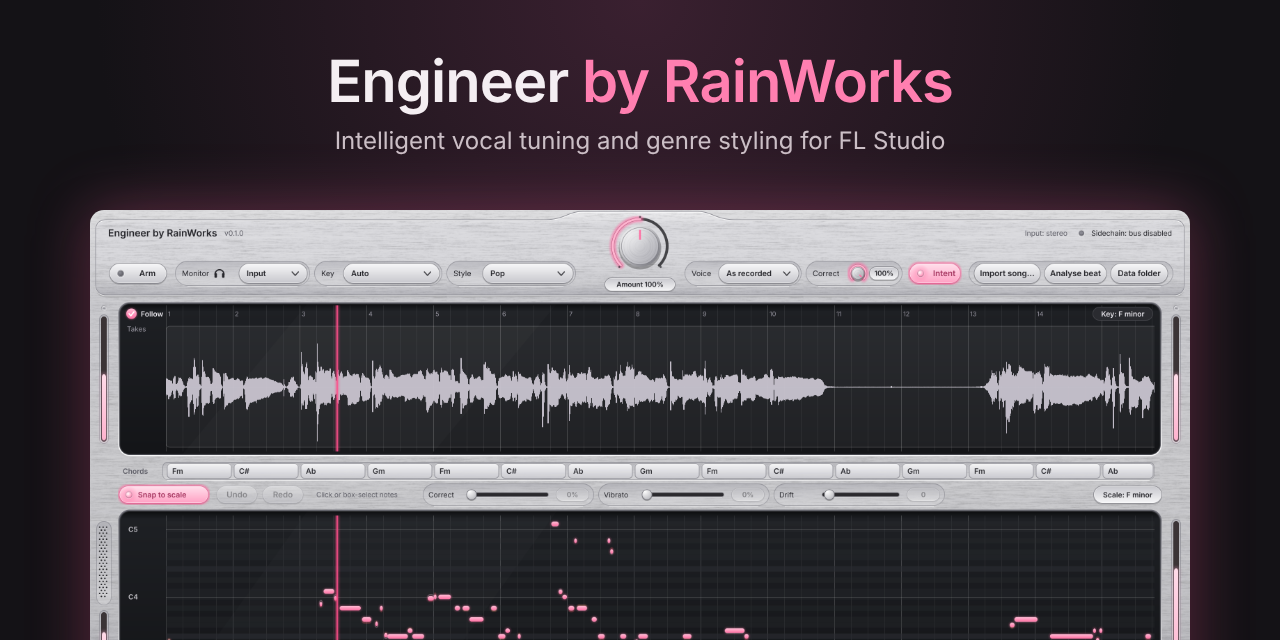 Engineer by RainWorks
Intelligent vocal tuning and genre styling for FL Studio
Engineer by RainWorks v0.1.0
Input: stereo Sidechain: bus disabled
Arm Monitor Input Key Auto Style Pop Amount 100% Voice As recorded Correct 100% Intent Import song... Analyse beat Data folder
Follow 1 2 3 4 5 6 7 8 9 10 11 12 13 14 Key: F minor
Takes
Chords Fm C# Ab Gm Fm C# Ab Gm Fm C# Ab Gm Fm C# Ab
Snap to scale Undo Redo Click or box-select notes Correct 0% Vibrato 0% Drift 0 Scale: F minor
C5
C4